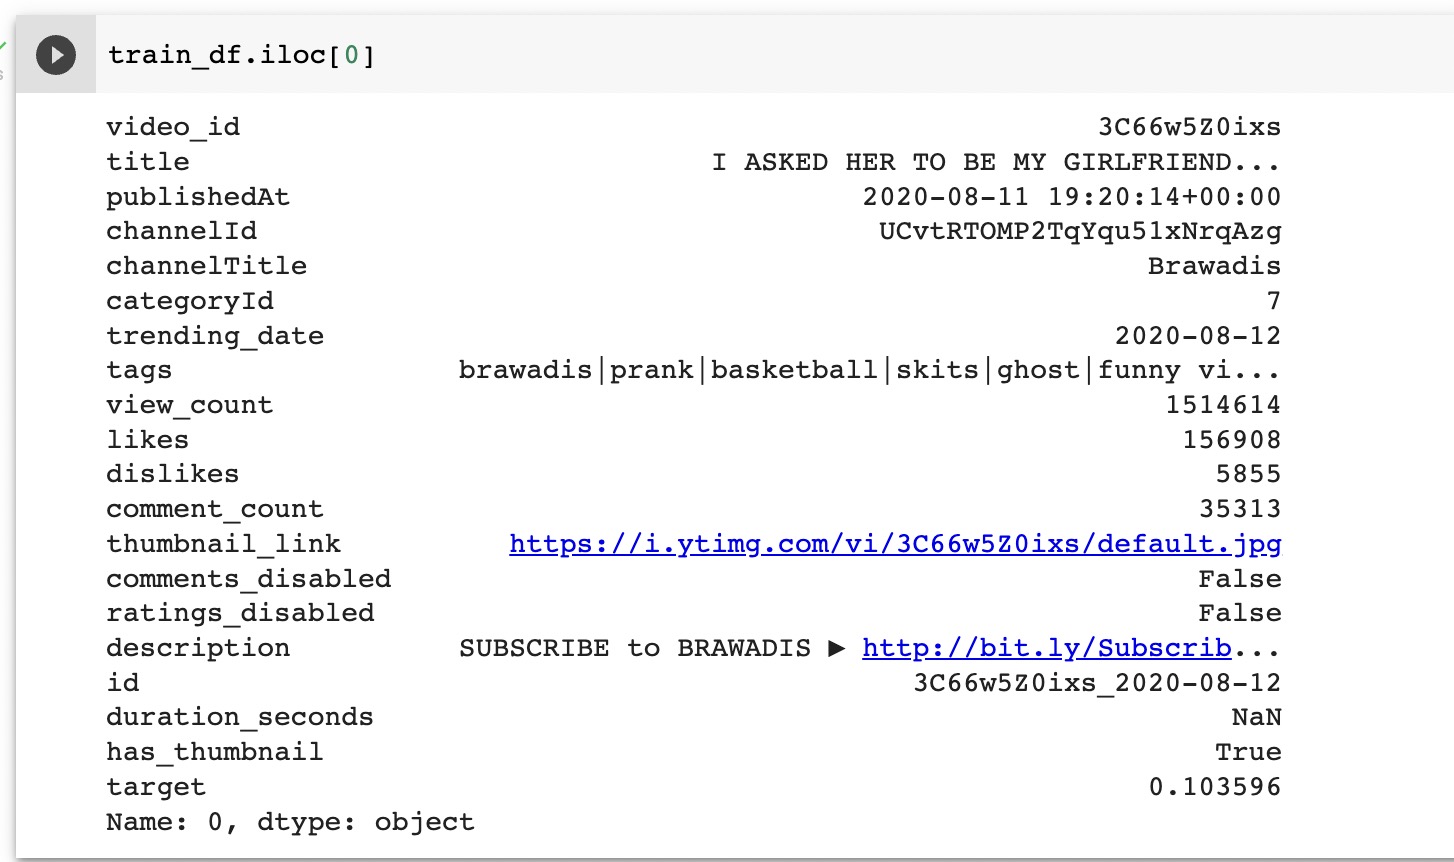 train_df.iloc[0]
video_id 3C66w5Z0ixs
title I ASKED HER TO BE MY GIRLFRIEND...
publishedAt 2020-08-11 19:20:14+00:00
channelId UCvtRTOMP2TqYqu51xNrqAzg
channelTitle Brawadis
categoryId 7
trending_date 2020-08-12
tags brawadis|prank|basketball|skits|ghost|funny vi...
view_count 1514614
likes 156908
dislikes 5855
comment_count 35313
thumbnail_link https://i.ytimg.com/vi/3C66w5Z0ixs/default.jpg
comments_disabled False
ratings_disabled False
description SUBSCRIBE to BRAWADIS ▶ http://bit.ly/Subscrib...
id 3C66w5Z0ixs_2020-08-12
duration_seconds NaN
has_thumbnail True
target 0.103596
Name: 0, dtype: object